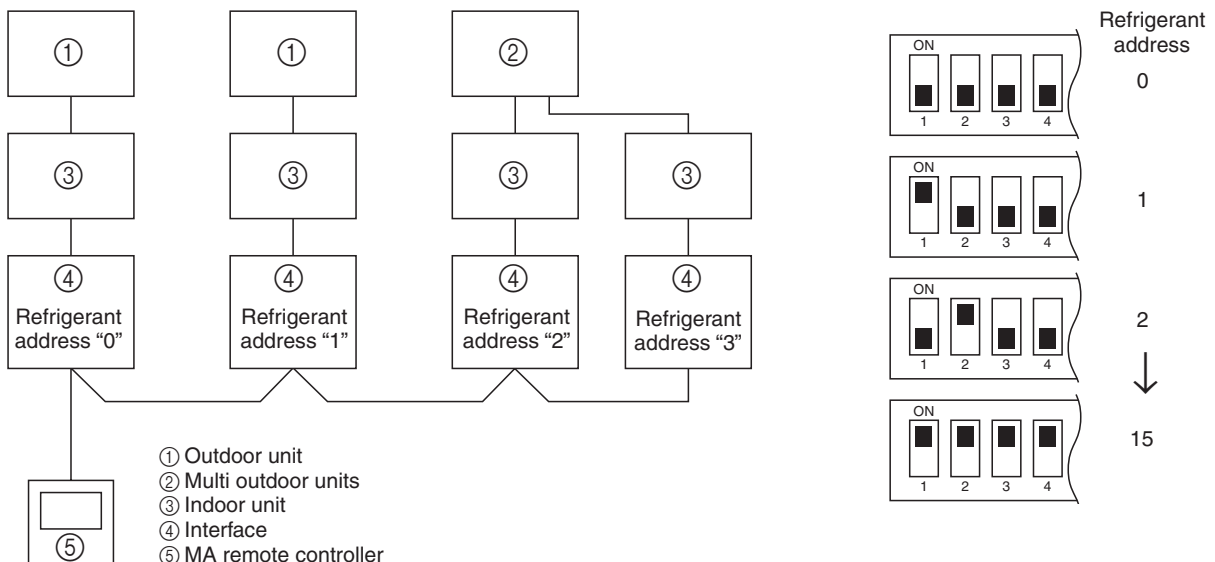 ① ① ②
③ ③ ③ ③
④ ④ ④ ④
Refrigerant
address “0”
Refrigerant
address “1”
Refrigerant
address “2”
Refrigerant
address “3”
① Outdoor unit
② Multi outdoor units
③ Indoor unit
④ Interface
⑤ MA remote controller
⑤
Refrigerant
address
ON
1 2 3 4
0
ON
1 2 3 4
1
ON
1 2 3 4
2
ON
1 2 3 4
15